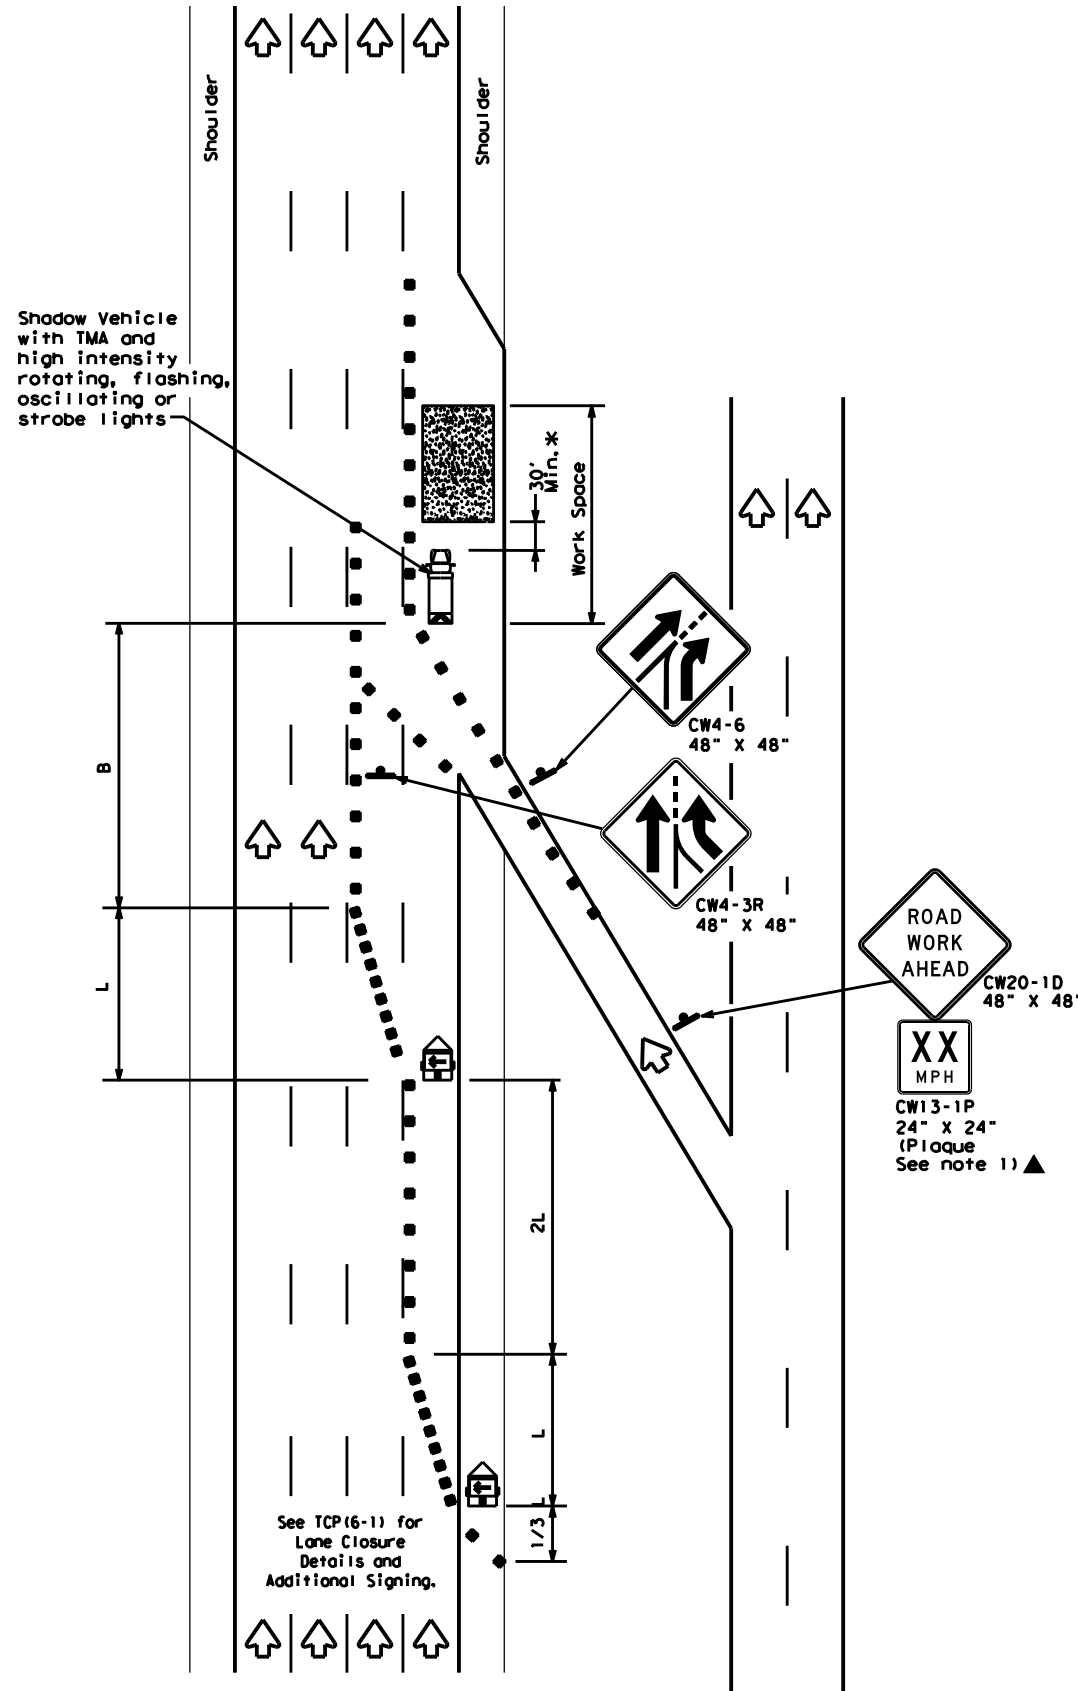 Shoulder
Shoulder
Shadow Vehicle
with TMA and
high intensity
rotating, flashing,
oscillating or
strobe lights
30'
Min.*
Work Space
CW4-6
48" X 48"
B
CW4-3R
48" X 48"
ROAD
WORK
AHEAD
CW20-1D
48" X 48"
L
XX
MPH
CW13-1P
24" X 24"
(Plaque
See note 1)▲
2L
L
1/3 L
See TCP(6-1) for
Lane Closure
Details and
Additional Signing.